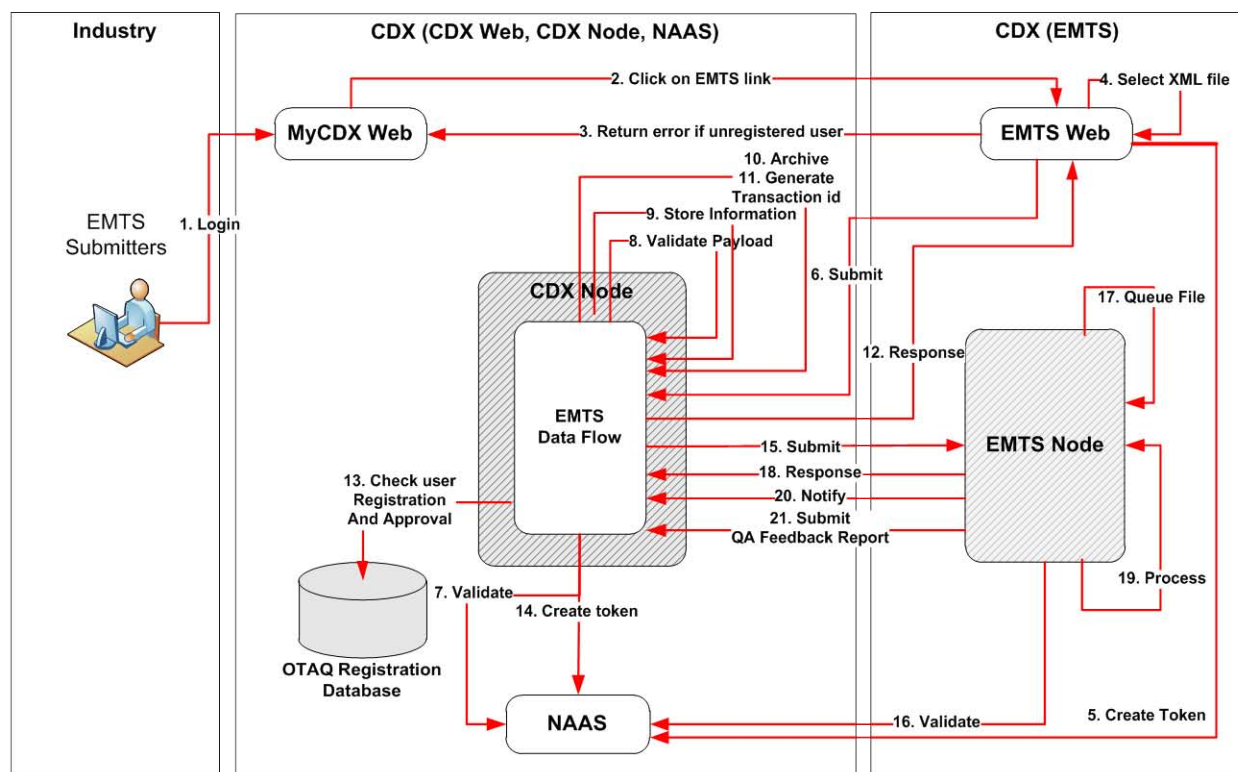 Industry
CDX (CDX Web, CDX Node, NAAS)
CDX (EMTS)
2. Click on EMTS link
4. Select XML file
MyCDX Web
3. Return error if unregistered user
EMTS Web
10. Archive
11. Generate
Transaction id
9. Store Information
8. Validate Payload
1. Login
EMTS
Submitters
6. Submit
CDX Node
17. Queue File
12. Response
EMTS
Data Flow
15. Submit
EMTS Node
18. Response
20. Notify
21. Submit
QA Feedback Report
13. Check user
Registration
And Approval
19. Process
7. Validate
14. Create token
OTAQ Registration
Database
NAAS
16. Validate
5. Create Token